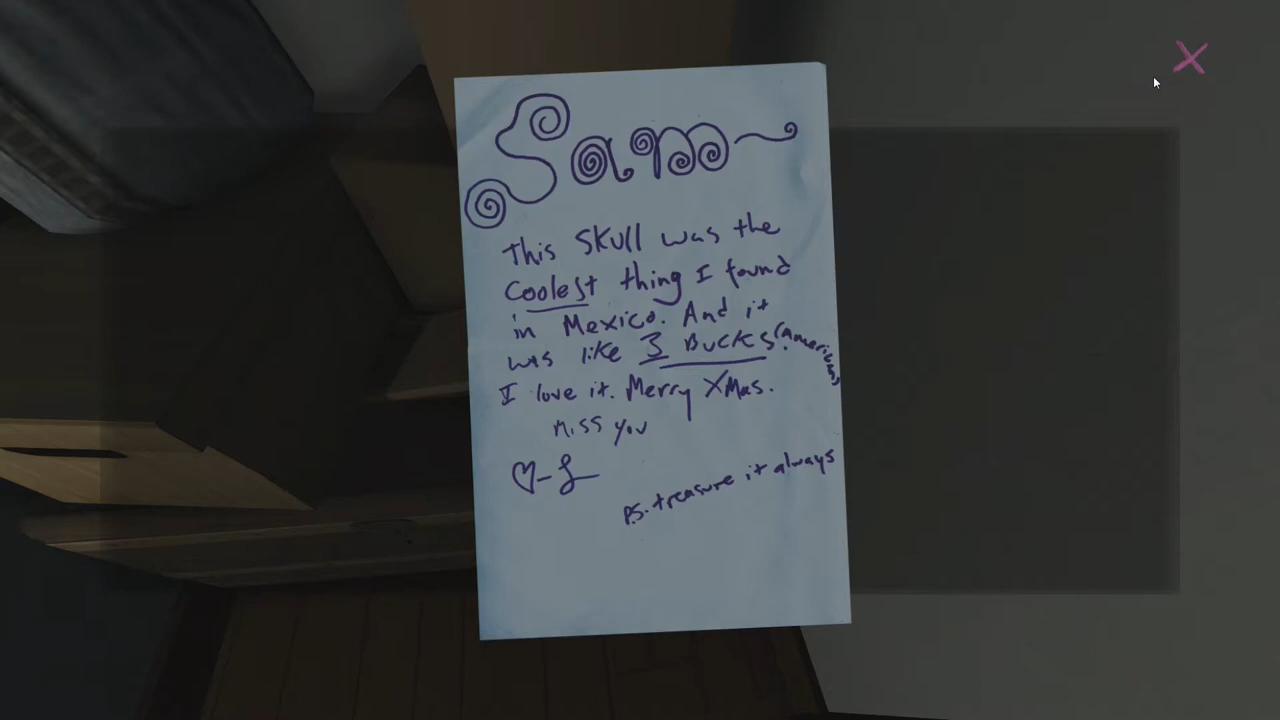 Sam~
This Skull was the
Coolest thing I found
in Mexico. And it
was like 3 BUCKS. (American)
I love it. Merry XMas.
Miss you
♡-L
P.S. treasure it always